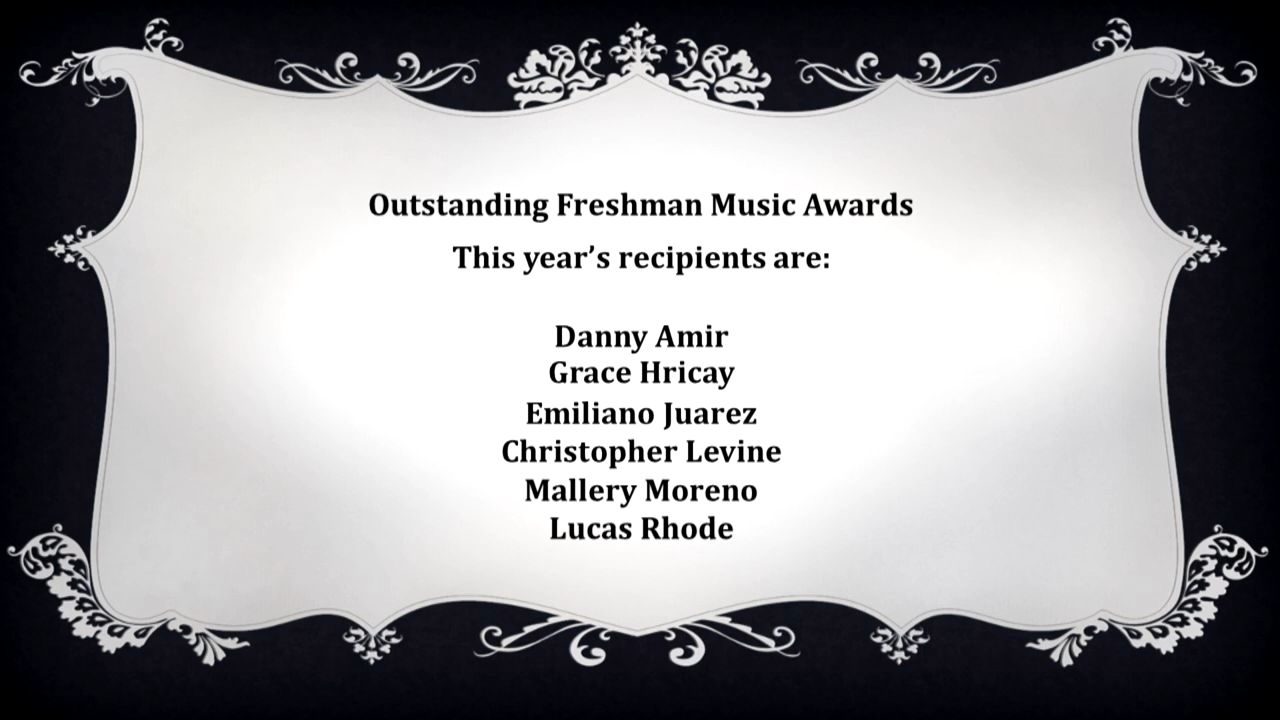 Outstanding Freshman Music Awards
This year’s recipients are:
Danny Amir
Grace Hricay
Emiliano Juarez
Christopher Levine
Mallery Moreno
Lucas Rhode